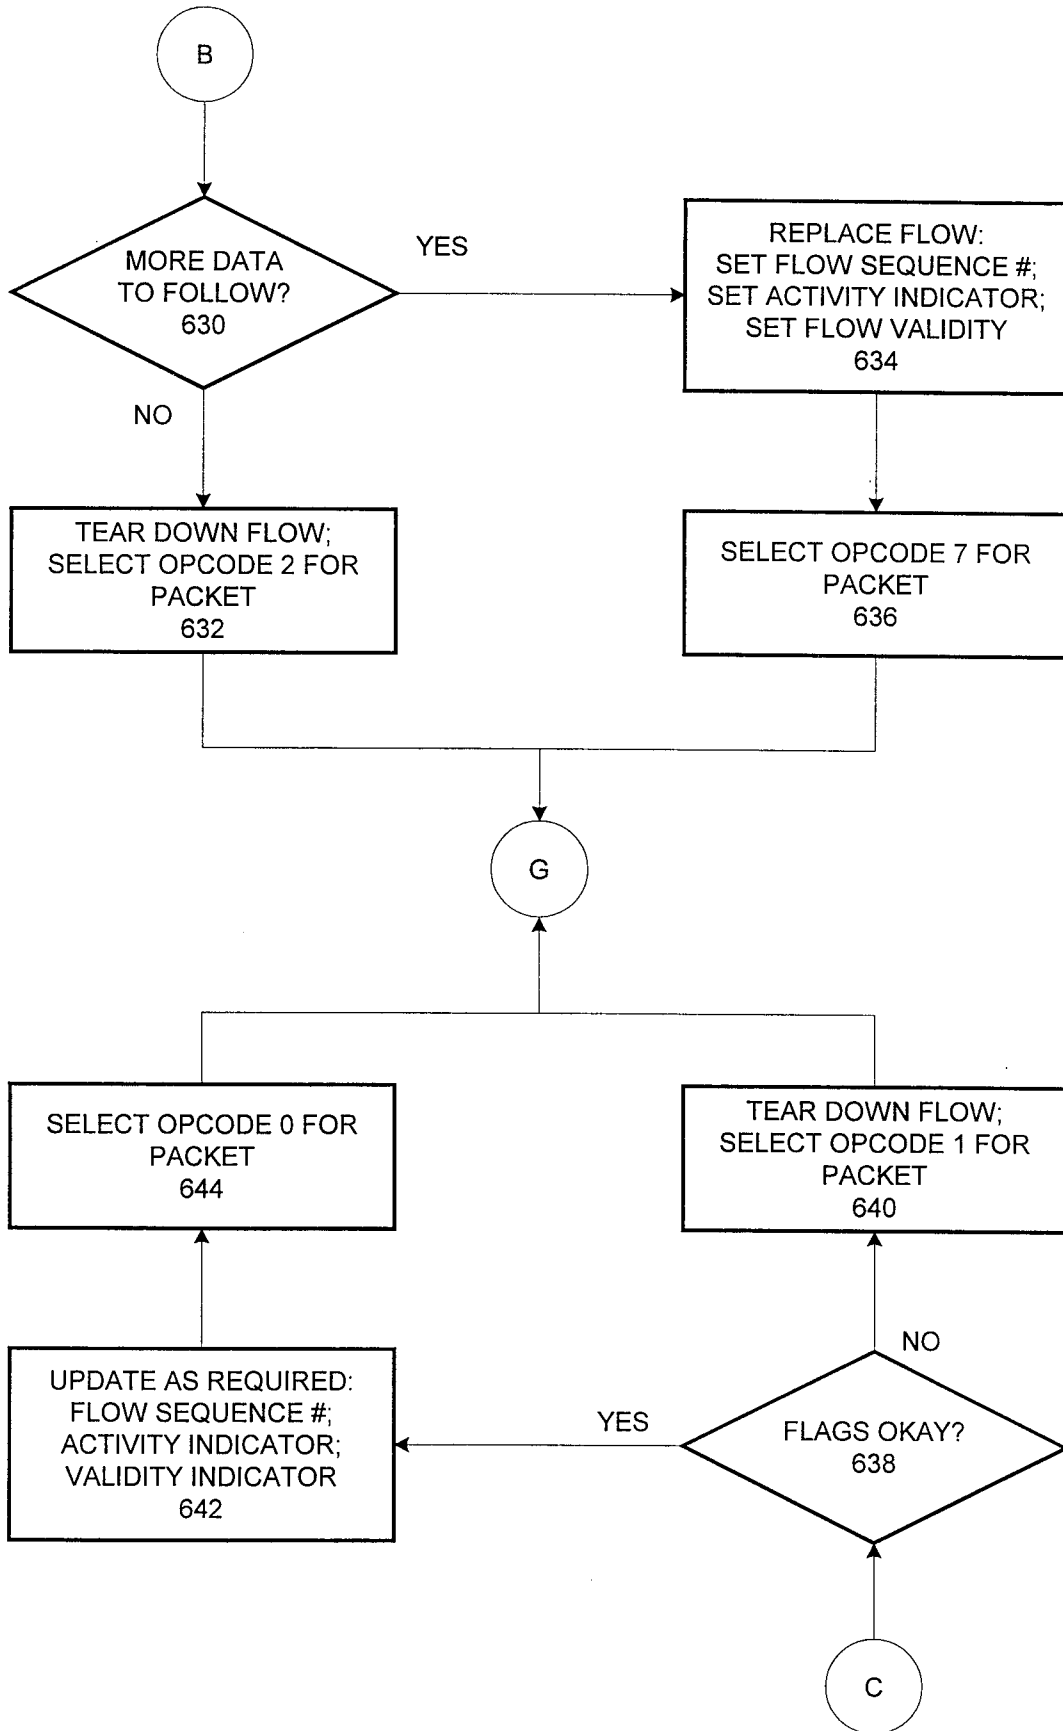 B
MORE DATA
TO FOLLOW?
630
YES
NO
REPLACE FLOW:
SET FLOW SEQUENCE #;
SET ACTIVITY INDICATOR;
SET FLOW VALIDITY
634
TEAR DOWN FLOW;
SELECT OPCODE 2 FOR
PACKET
632
SELECT OPCODE 7 FOR
PACKET
636
G
SELECT OPCODE 0 FOR
PACKET
644
TEAR DOWN FLOW;
SELECT OPCODE 1 FOR
PACKET
640
NO
UPDATE AS REQUIRED:
FLOW SEQUENCE #;
ACTIVITY INDICATOR;
VALIDITY INDICATOR
642
YES
FLAGS OKAY?
638
C